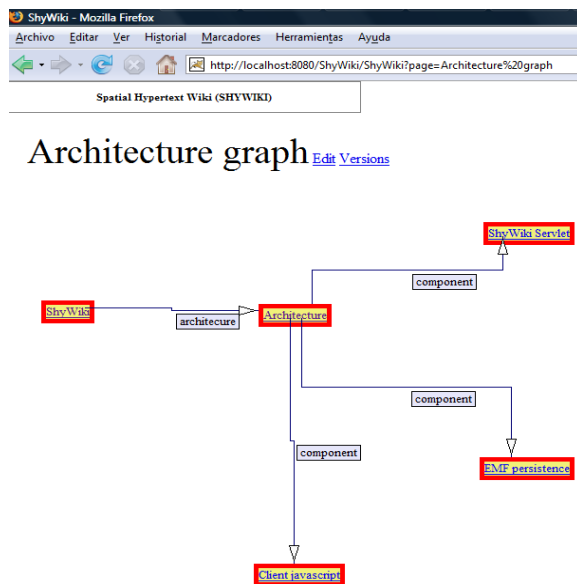 ShyWiki - Mozilla Firefox
Archivo Editar Ver Historial Marcadores Herramientas Ayuda
http://localhost:8080/ShyWiki/ShyWiki?page=Architecture%20graph
Spatial Hypertext Wiki (SHYWIKI)
Architecture graph Edit Versions
ShyWiki Servlet
component
ShyWiki
Architecture
architecure
component
component
EMF persistence
Client javascript